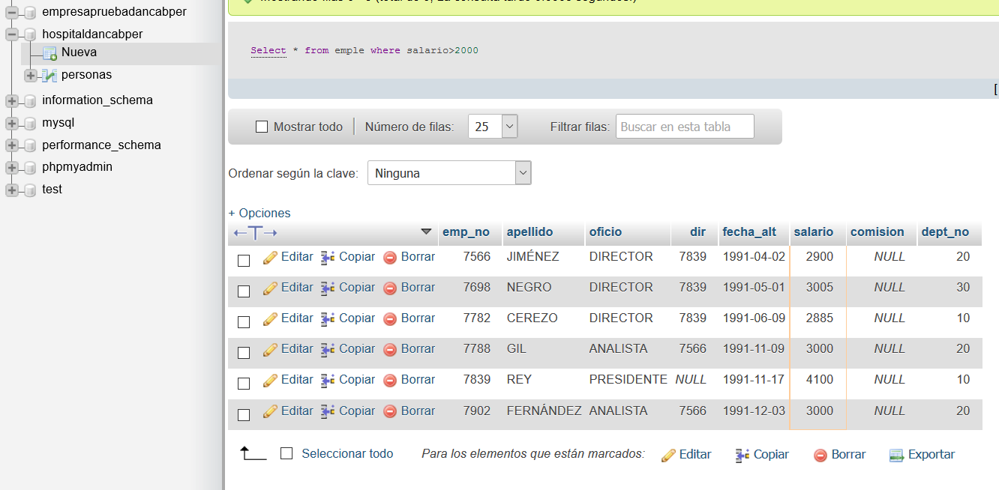 empresapruebadancabper
hospitaldancabper
Nueva
personas
information_schema
mysql
performance_schema
phpmyadmin
test
Select * from emple where salario>2000
[
Mostrar todo Número de filas: 25 Filtrar filas: Buscar en esta tabla
Ordenar según la clave: Ninguna
+ Opciones
←T→ emp_no apellido oficio dir fecha_alt salario comision dept_no
Editar Copiar Borrar 7566 JIMÉNEZ DIRECTOR 7839 1991-04-02 2900 NULL 20
Editar Copiar Borrar 7698 NEGRO DIRECTOR 7839 1991-05-01 3005 NULL 30
Editar Copiar Borrar 7782 CEREZO DIRECTOR 7839 1991-06-09 2885 NULL 10
Editar Copiar Borrar 7788 GIL ANALISTA 7566 1991-11-09 3000 NULL 20
Editar Copiar Borrar 7839 REY PRESIDENTE NULL 1991-11-17 4100 NULL 10
Editar Copiar Borrar 7902 FERNÁNDEZ ANALISTA 7566 1991-12-03 3000 NULL 20
Seleccionar todo Para los elementos que están marcados: Editar Copiar Borrar Exportar